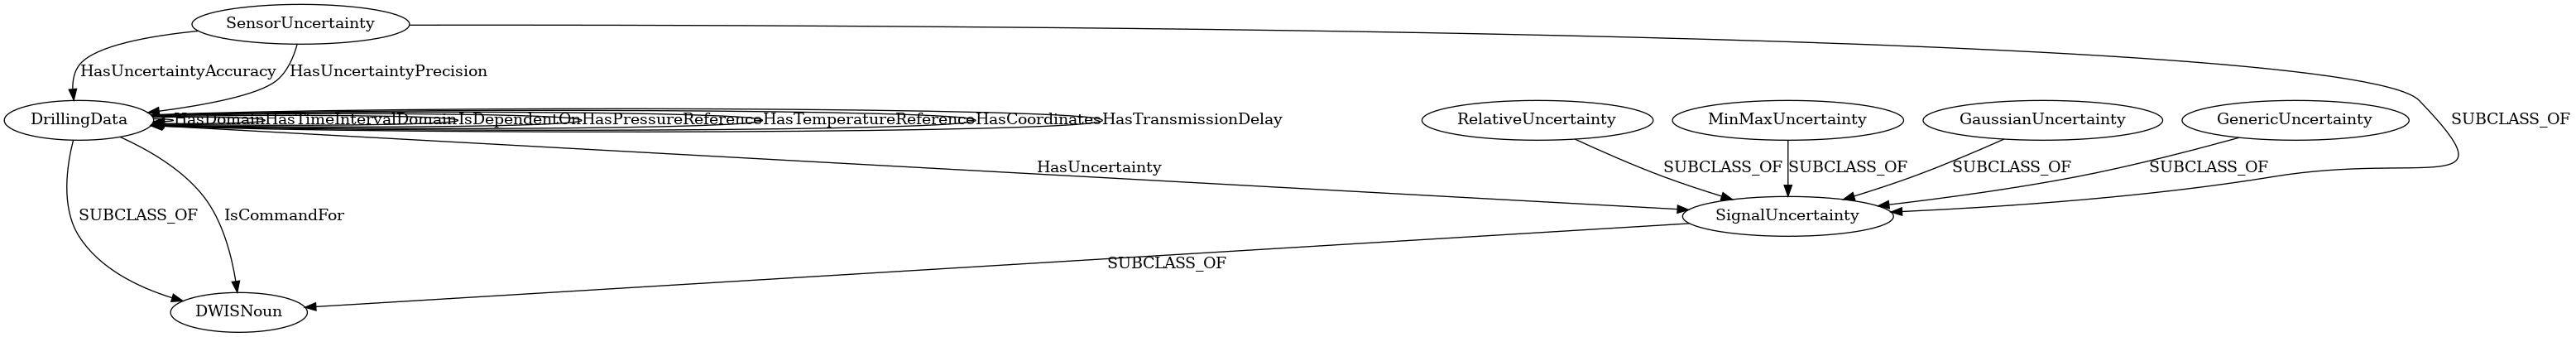 SensorUncertainty
HasUncertaintyAccuracy
HasUncertaintyPrecision
SUBCLASS_OF
DrillingData
HasDomain
HasTimeIntervalDomain
IsDependentOn
HasPressureReference
HasTemperatureReference
HasCoordinates
HasTransmissionDelay
RelativeUncertainty
MinMaxUncertainty
GaussianUncertainty
GenericUncertainty
HasUncertainty
SUBCLASS_OF
SUBCLASS_OF
SUBCLASS_OF
SUBCLASS_OF
SUBCLASS_OF
IsCommandFor
SignalUncertainty
SUBCLASS_OF
DWISNoun